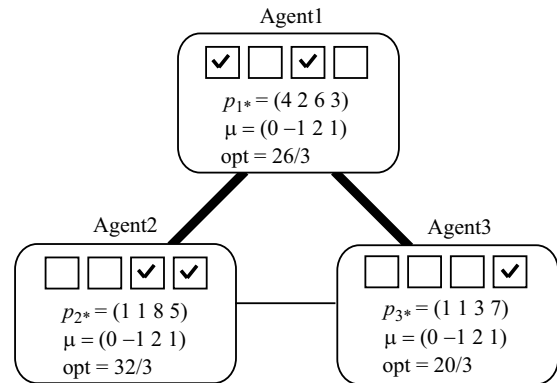 Agent1
p1* = (4 2 6 3)
μ = (0 −1 2 1)
opt = 26/3
Agent2
p2* = (1 1 8 5)
μ = (0 −1 2 1)
opt = 32/3
Agent3
p3* = (1 1 3 7)
μ = (0 −1 2 1)
opt = 20/3